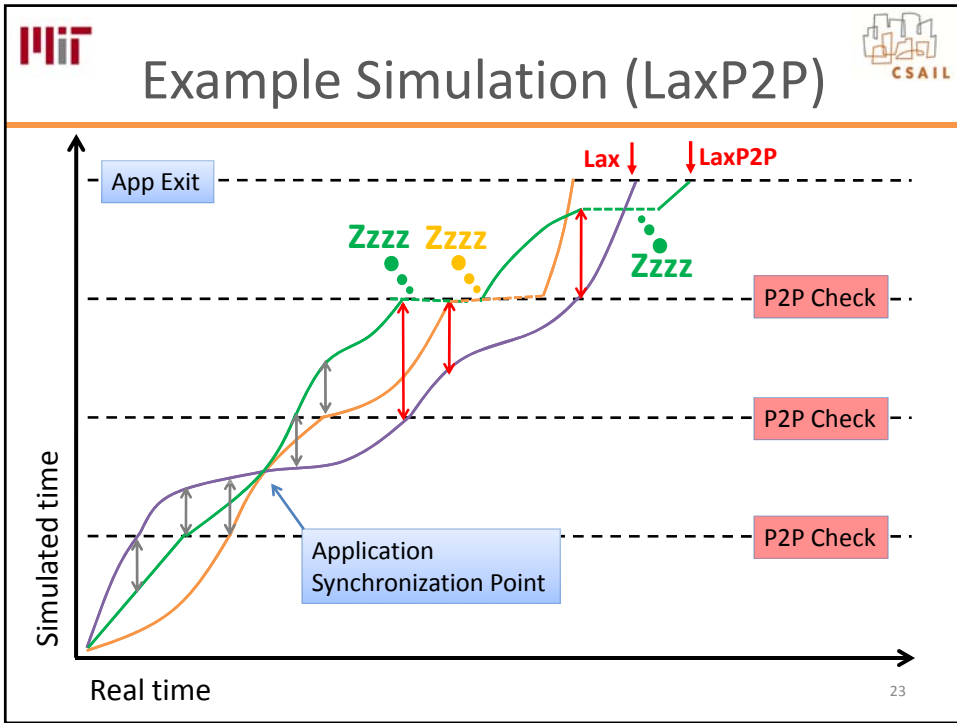 MIT
CSAIL
Example Simulation (LaxP2P)
Lax
LaxP2P
App Exit
Zzzz
Zzzz
Zzzz
P2P Check
P2P Check
P2P Check
Application
Synchronization Point
Simulated time
Real time
23